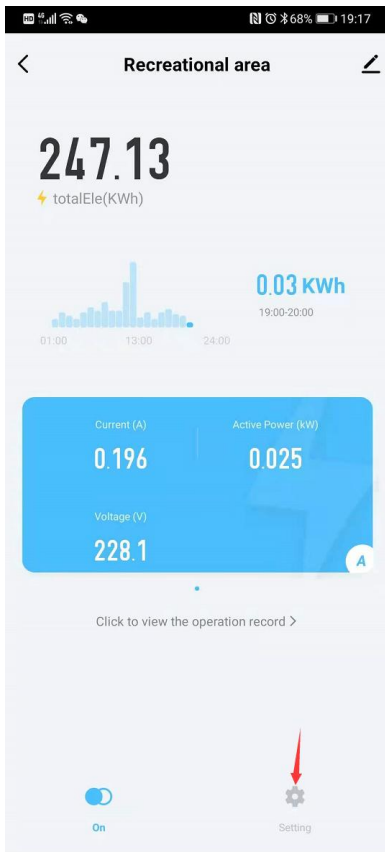 HD 4G 68% 19:17
Recreational area
247.13
totalEle(KWh)
0.03 KWh
19:00-20:00
01:00 13:00 24:00
Current (A) Active Power (kW)
0.196 0.025
Voltage (V)
228.1
A
Click to view the operation record >
On Setting